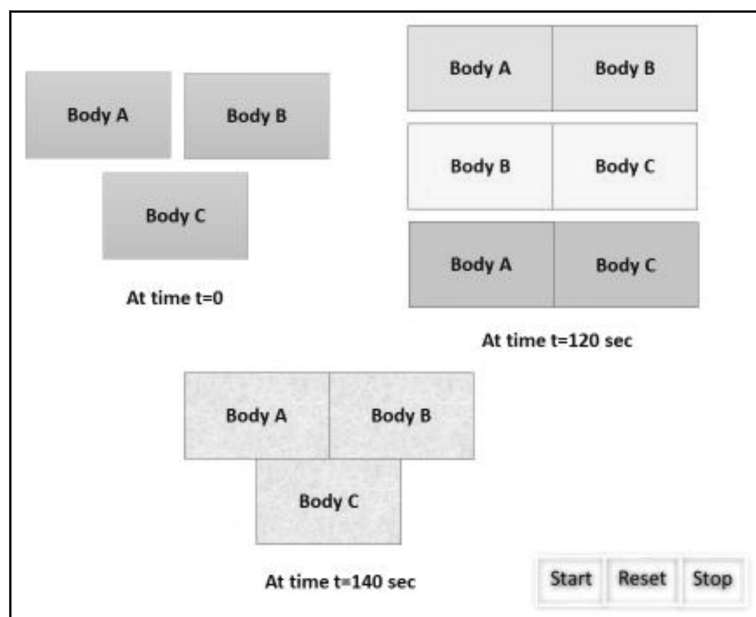 Body A
Body B
Body C
At time t=0
Body A
Body B
Body B
Body C
Body A
Body C
At time t=120 sec
Body A
Body B
Body C
At time t=140 sec
Start
Reset
Stop